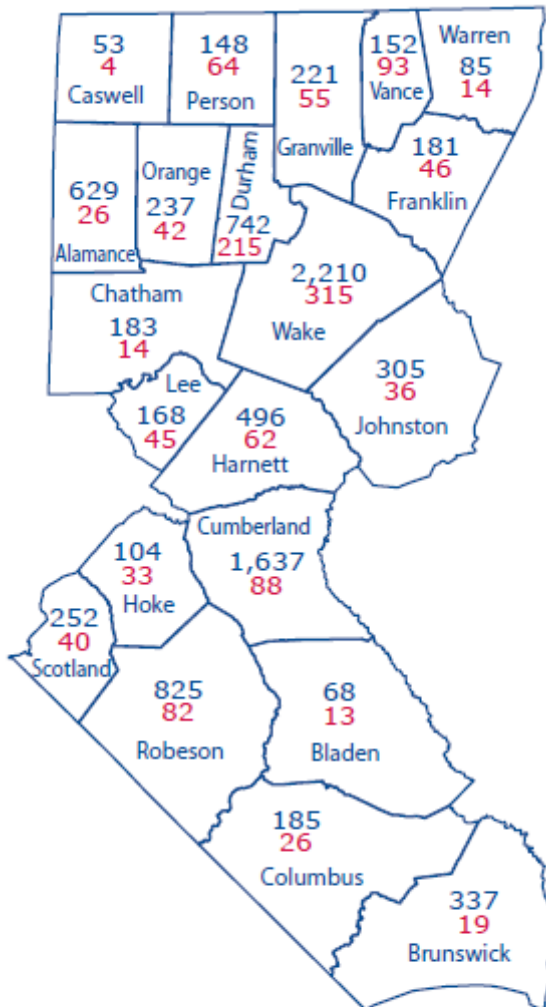 53
4
Caswell
148
64
Person
221
55
Granville
152
93
Vance
Warren
85
14
181
46
Franklin
629
26
Alamance
Orange
237
42
Durham
742
215
2,210
315
Wake
Chatham
183
14
Lee
168
45
305
36
Johnston
496
62
Harnett
Cumberland
1,637
88
104
33
Hoke
252
40
Scotland
825
82
Robeson
68
13
Bladen
185
26
Columbus
337
19
Brunswick